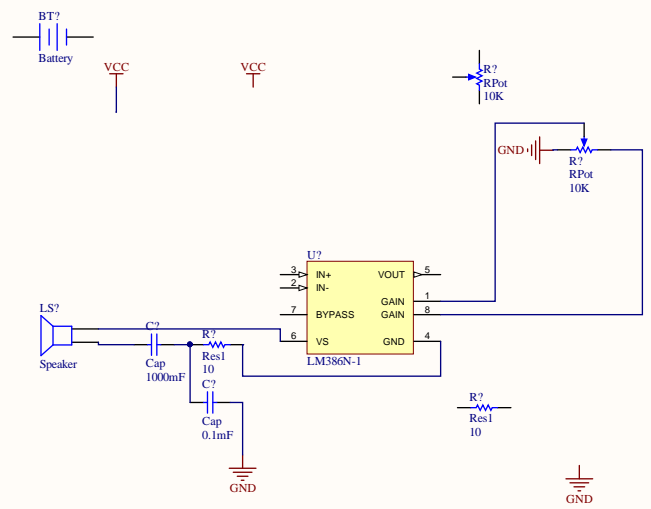 BT?
Battery
VCC
VCC
R?
RPot
10K
GND
R?
RPot
10K
U?
3 IN+ VOUT 5
2 IN-
GAIN 1
7 BYPASS GAIN 8
6 VS GND 4
LM386N-1
LS?
Speaker
C?
Cap
1000mF
R?
Res1
10
C?
Cap
0.1mF
GND
R?
Res1
10
GND